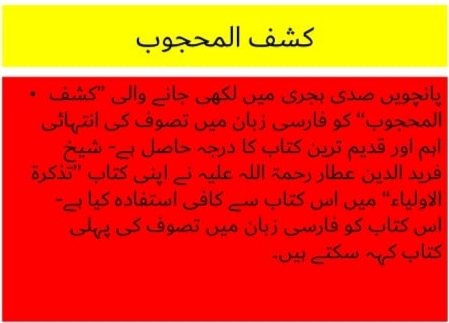 کشف المحجوب
• پانچویں صدی ہجری میں لکھی جانے والی ”کشف
المحجوب“ کو فارسی زبان میں تصوف کی انتہائی
اہم اور قدیم ترین کتاب کا درجہ حاصل ہے- شیخ
فرید الدین عطار رحمۃ اللہ علیہ نے اپنی کتاب ”تذکرۃ
الاولیاء“ میں اس کتاب سے کافی استفادہ کیا ہے-
اس کتاب کو فارسی زبان میں تصوف کی پہلی
کتاب کہہ سکتے ہیں۔